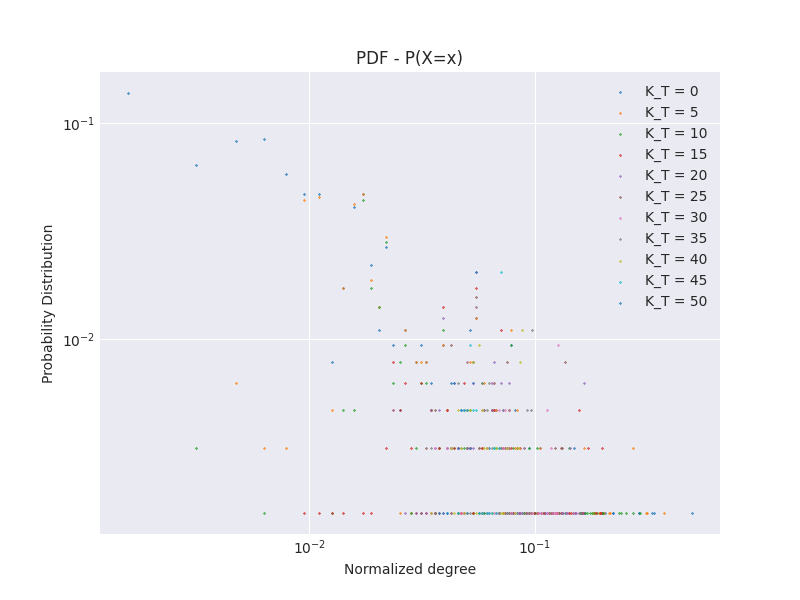 PDF - P(X=x)
Probability Distribution
10^-1
10^-2
K_T = 0
K_T = 5
K_T = 10
K_T = 15
K_T = 20
K_T = 25
K_T = 30
K_T = 35
K_T = 40
K_T = 45
K_T = 50
10^-2
10^-1
Normalized degree